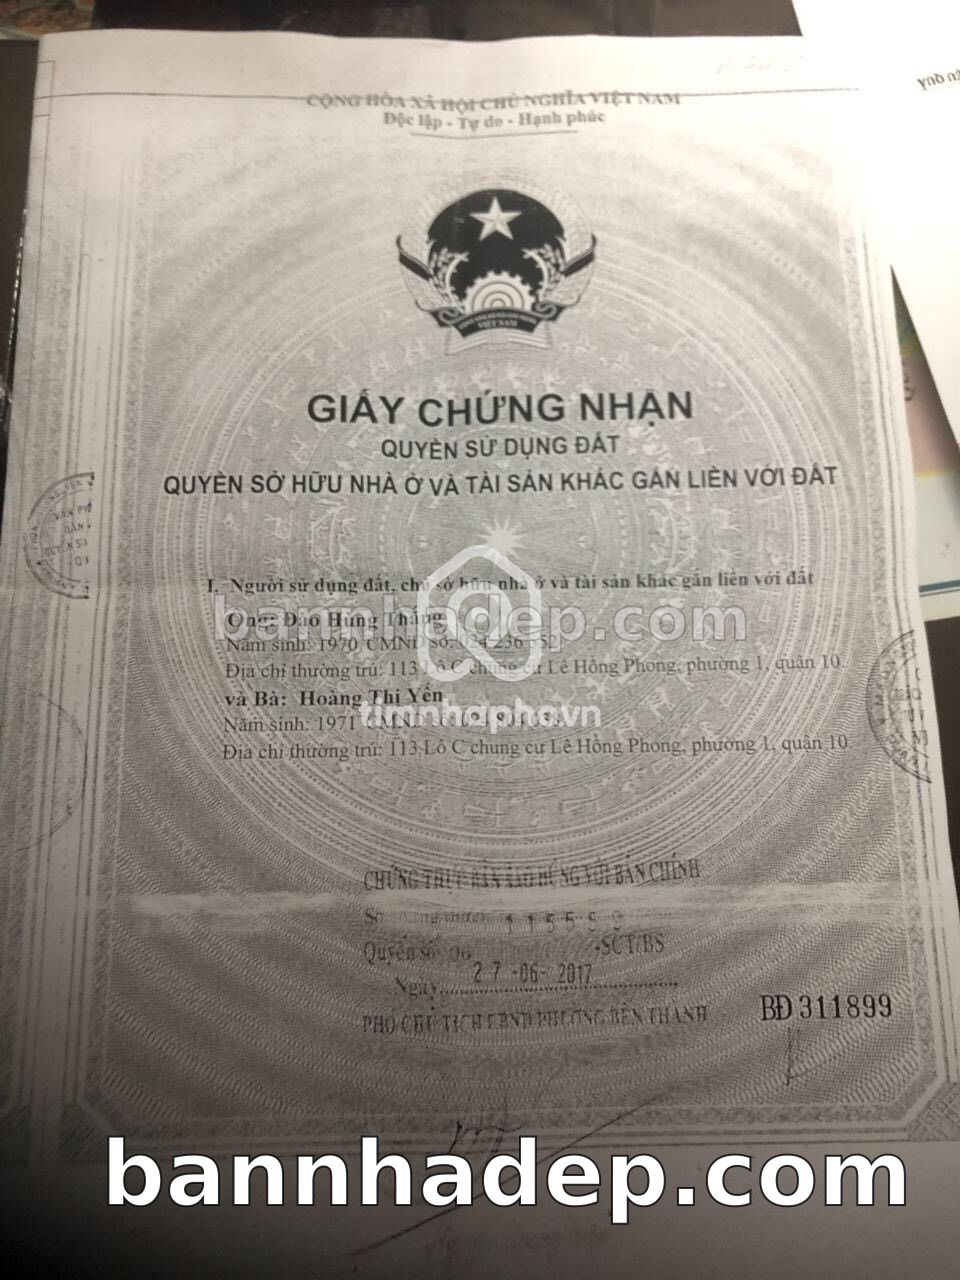 CỘNG HÒA XÃ HỘI CHỦ NGHĨA VIỆT NAM
Độc lập - Tự do - Hạnh phúc
VIỆT NAM
GIẤY CHỨNG NHẬN
QUYỀN SỬ DỤNG ĐẤT
QUYỀN SỞ HỮU NHÀ Ở VÀ TÀI SẢN KHÁC GẮN LIỀN VỚI ĐẤT
I. Người sử dụng đất, chủ sở hữu nhà ở và tài sản khác gắn liền với đất
bannhadep.com
Ông: Đào Hùng Thắng
Năm sinh: 1970 CMND số:
Địa chỉ thường trú: 113 Lô C chung cư Lê Hồng Phong, phường 1, quận 10.
và Bà: Hoàng Thị Yến
timnhapho.vn
Năm sinh: 1971 CMND
Địa chỉ thường trú: 113 Lô C chung cư Lê Hồng Phong, phường 1, quận 10.
CHỨNG THỰC BẢN SAO ĐÚNG VỚI BẢN CHÍNH
Số
Quyển số -SCT/BS
Ngày 27-06-2017
PHÓ CHỦ TỊCH UBND PHƯỜNG BẾN THÀNH
BĐ 311899
bannhadep.com